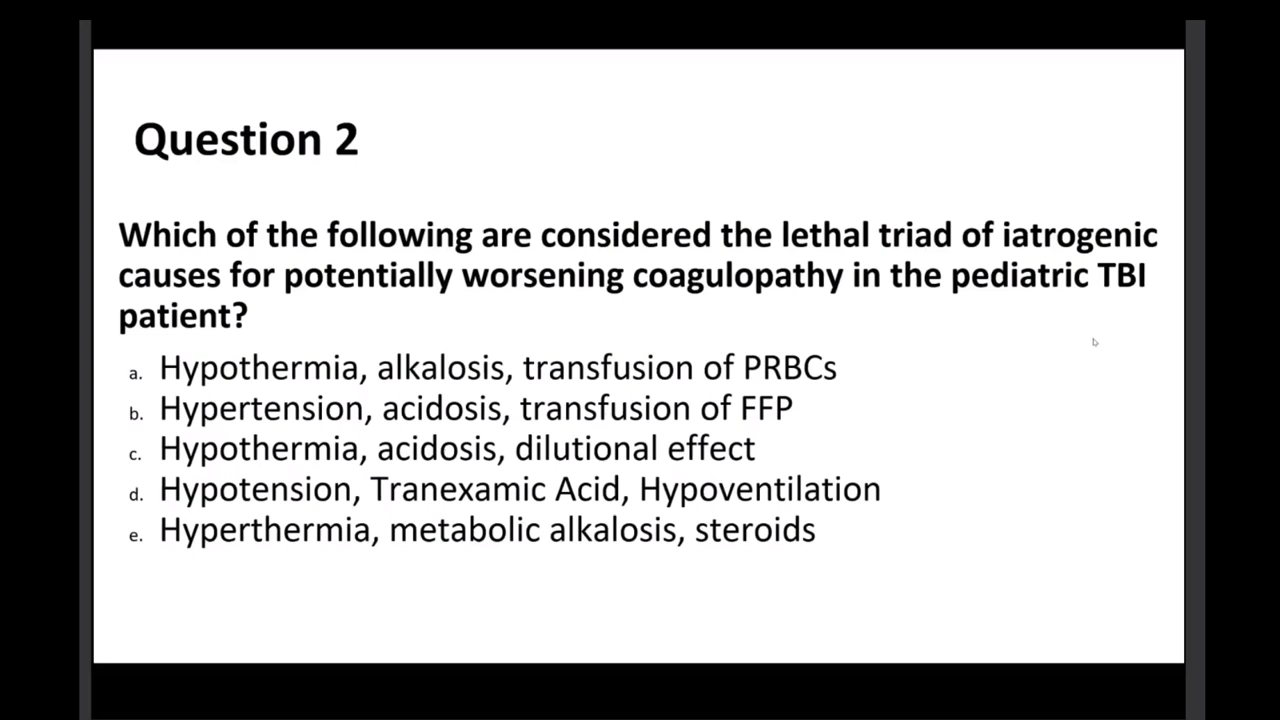 Question 2
Which of the following are considered the lethal triad of iatrogenic
causes for potentially worsening coagulopathy in the pediatric TBI
patient?
a. Hypothermia, alkalosis, transfusion of PRBCs
b. Hypertension, acidosis, transfusion of FFP
c. Hypothermia, acidosis, dilutional effect
d. Hypotension, Tranexamic Acid, Hypoventilation
e. Hyperthermia, metabolic alkalosis, steroids